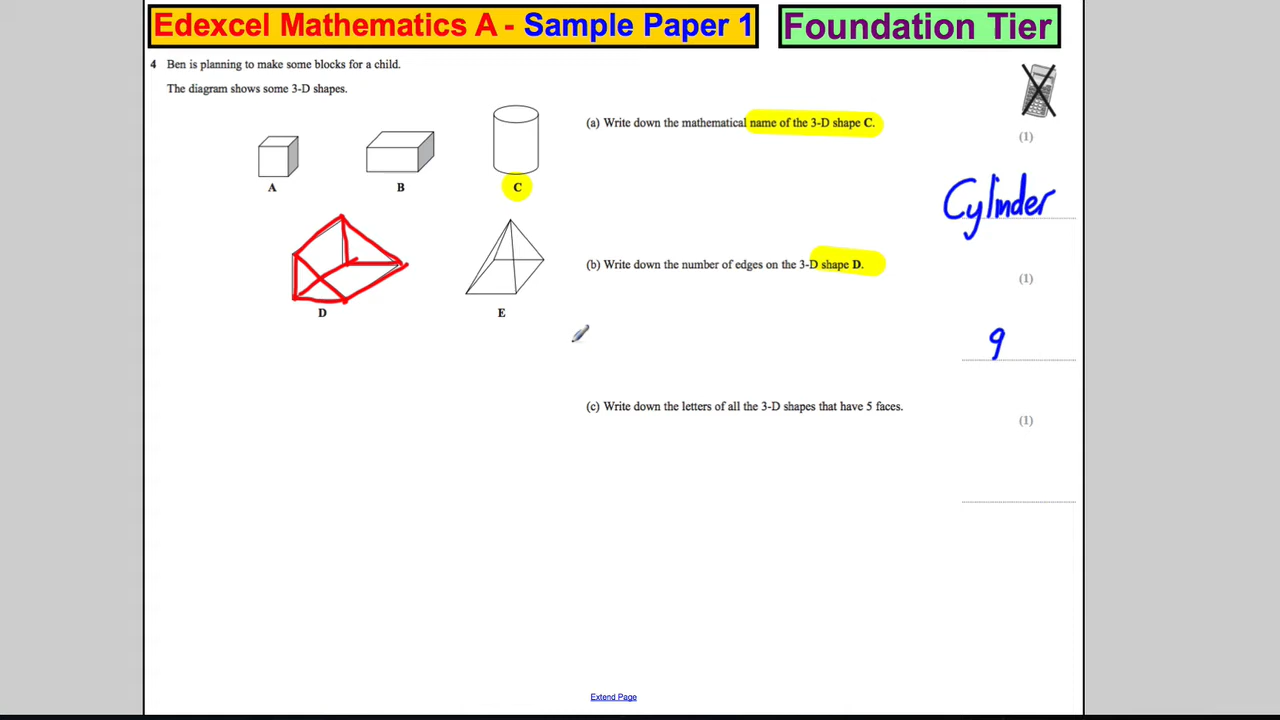 Edexcel Mathematics A - Sample Paper 1
Foundation Tier
4 Ben is planning to make some blocks for a child.
The diagram shows some 3-D shapes.
A
B
C
D
E
(a) Write down the mathematical name of the 3-D shape C.
(1)
Cylinder
(b) Write down the number of edges on the 3-D shape D.
(1)
9
(c) Write down the letters of all the 3-D shapes that have 5 faces.
(1)
Extend Page